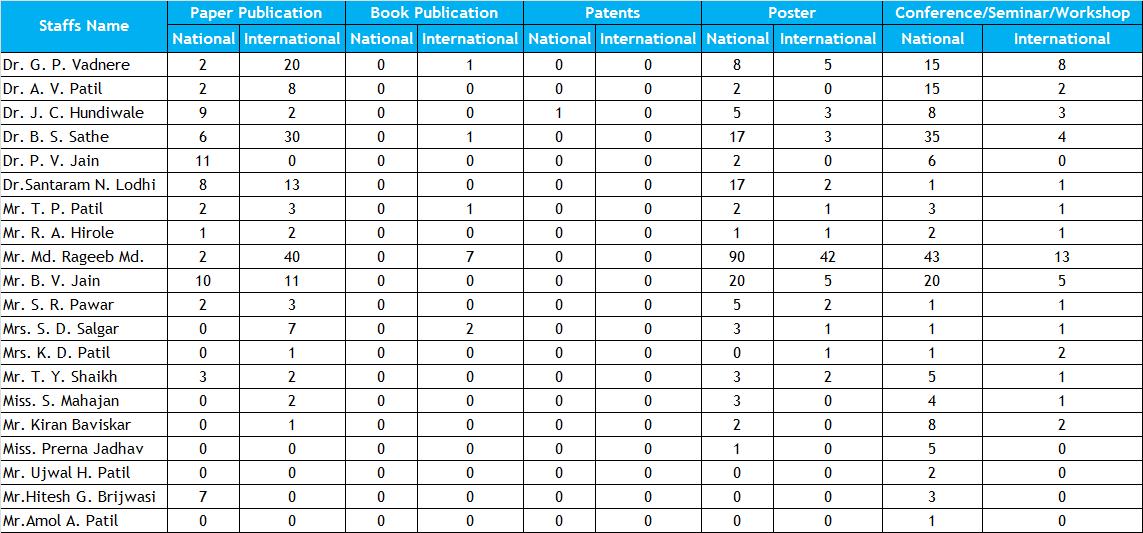 Staffs Name Paper Publication Book Publication Patents Poster Conference/Seminar/Workshop
National International National International National International National International National International
Dr. G. P. Vadnere 2 20 0 1 0 0 8 5 15 8
Dr. A. V. Patil 2 8 0 0 0 0 2 0 15 2
Dr. J. C. Hundiwale 9 2 0 0 1 0 5 3 8 3
Dr. B. S. Sathe 6 30 0 1 0 0 17 3 35 4
Dr. P. V. Jain 11 0 0 0 0 0 2 0 6 0
Dr.Santaram N. Lodhi 8 13 0 0 0 0 17 2 1 1
Mr. T. P. Patil 2 3 0 1 0 0 2 1 3 1
Mr. R. A. Hirole 1 2 0 0 0 0 1 1 2 1
Mr. Md. Rageeb Md. 2 40 0 7 0 0 90 42 43 13
Mr. B. V. Jain 10 11 0 0 0 0 20 5 20 5
Mr. S. R. Pawar 2 3 0 0 0 0 5 2 1 1
Mrs. S. D. Salgar 0 7 0 2 0 0 3 1 1 1
Mrs. K. D. Patil 0 1 0 0 0 0 0 1 1 2
Mr. T. Y. Shaikh 3 2 0 0 0 0 3 2 5 1
Miss. S. Mahajan 0 2 0 0 0 0 3 0 4 1
Mr. Kiran Baviskar 0 1 0 0 0 0 2 0 8 2
Miss. Prerna Jadhav 0 0 0 0 0 0 1 0 5 0
Mr. Ujwal H. Patil 0 0 0 0 0 0 0 0 2 0
Mr.Hitesh G. Brijwasi 7 0 0 0 0 0 0 0 3 0
Mr.Amol A. Patil 0 0 0 0 0 0 0 0 1 0